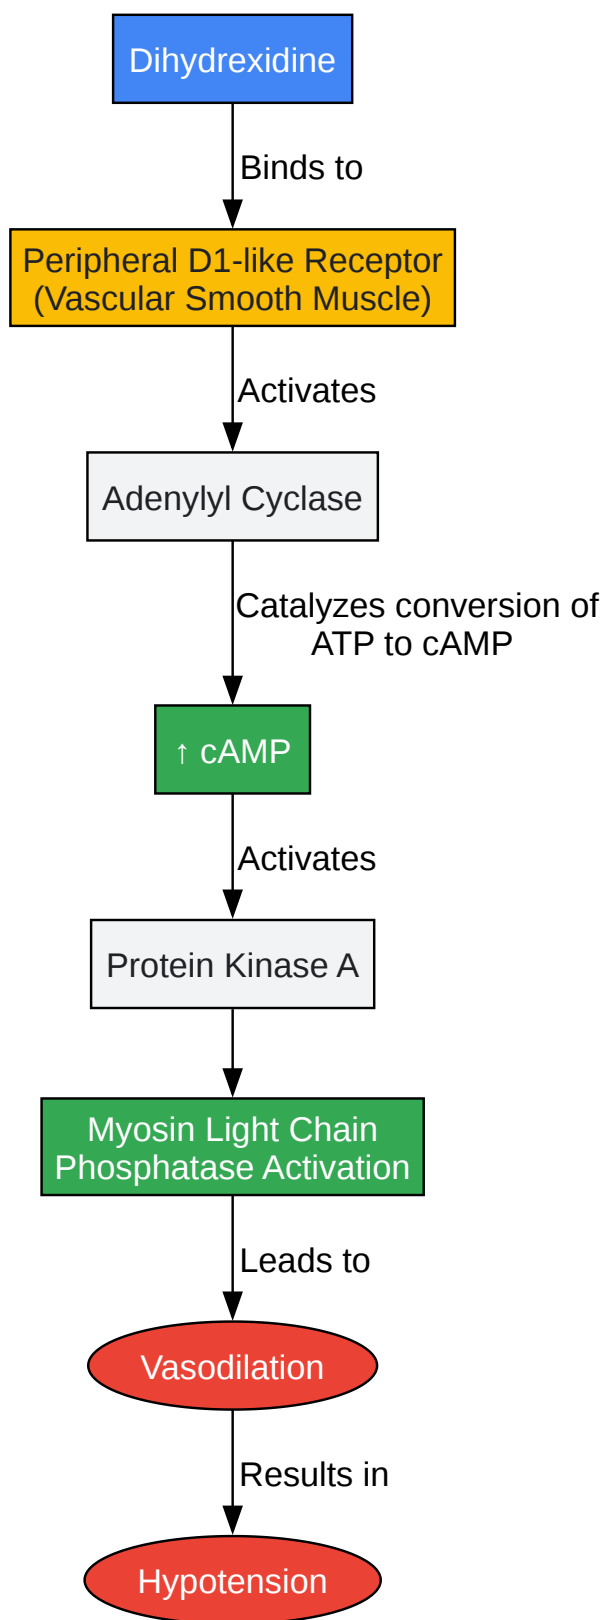 Dihydrexidine
Binds to
Peripheral D1-like Receptor
(Vascular Smooth Muscle)
Activates
Adenylyl Cyclase
Catalyzes conversion of
ATP to cAMP
↑ cAMP
Activates
Protein Kinase A
Myosin Light Chain
Phosphatase Activation
Leads to
Vasodilation
Results in
Hypotension